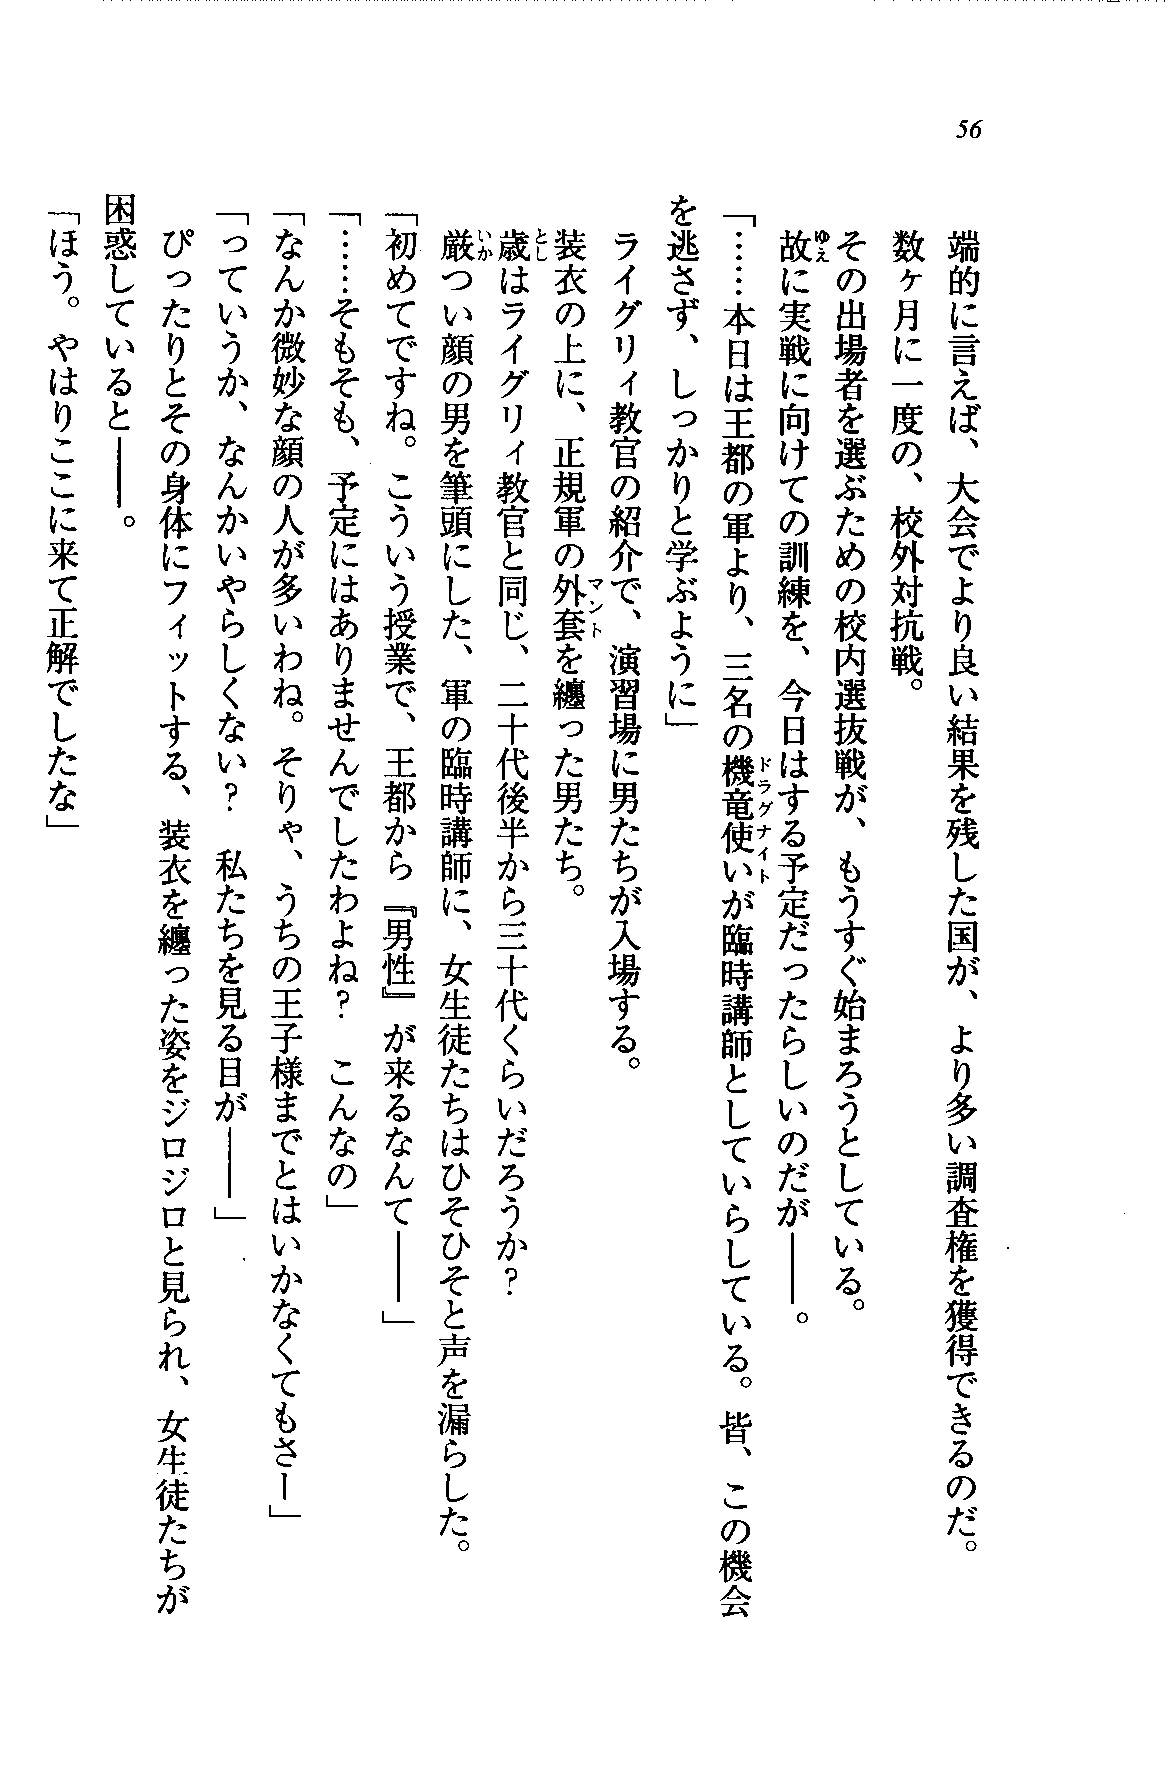 56
端的に言えば、大会でより良い結果を残した国が、より多い調査権を獲得できるのだ。
数ヶ月に一度の、校外対抗戦。
その出場者を選ぶための校内選抜戦が、もうすぐ始まろうとしている。
故に実戦に向けての訓練を、今日はする予定だったらしいのだが――。
「……本日は王都の軍より、三名の機竜使いが臨時講師としていらしている。皆、この機会
を逃さず、しっかりと学ぶように」
ライグリィ教官の紹介で、演習場に男たちが入場する。
装衣の上に、正規軍の外套を纏った男たち。
歳はライグリィ教官と同じ、二十代後半から三十代くらいだろうか?
厳つい顔の男を筆頭にした、軍の臨時講師に、女生徒たちはひそひそと声を漏らした。
「初めてですね。こういう授業で、王都から『男性』が来るなんて――」
「……そもそも、予定にはありませんでしたわよね? こんなの」
「なんか微妙な顔の人が多いわね。そりゃ、うちの王子様までとはいかなくてもさー」
「っていうか、なんかいやらしくない? 私たちを見る目が――」
ぴったりとその身体にフィットする、装衣を纏った姿をジロジロと見られ、女生徒たちが
困惑していると――。
「ほう。やはりここに来て正解でしたな」